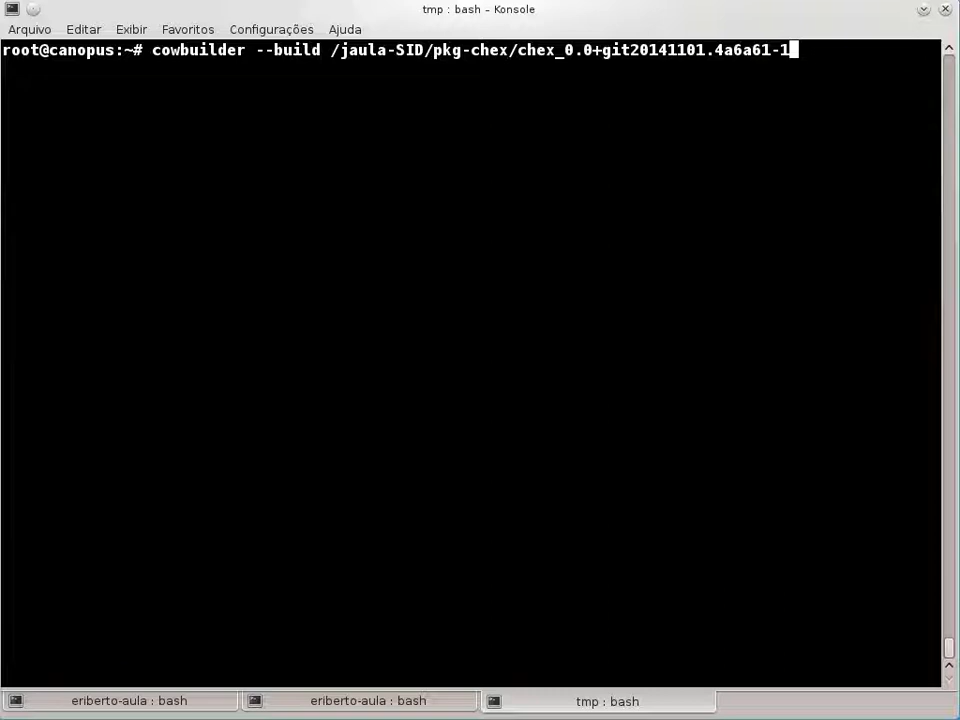 tmp : bash – Konsole
Arquivo Editar Exibir Favoritos Configurações Ajuda
root@canopus:~# cowbuilder --build /jaula-SID/pkg-chex/chex_0.0+git20141101.4a6a61-1
eriberto-aula : bash eriberto-aula : bash tmp : bash